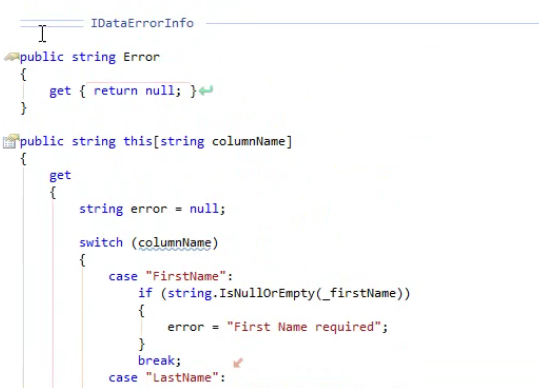 IDataErrorInfo
public string Error
{
get { return null; }
}
public string this[string columnName]
{
get
{
string error = null;
switch (columnName)
{
case "FirstName":
if (string.IsNullOrEmpty(_firstName))
{
error = "First Name required";
}
break;
case "LastName":